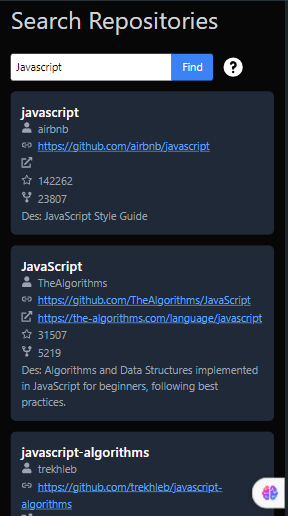 Search Repositories
Javascript
Find
?
javascript
airbnb
https://github.com/airbnb/javascript
142262
23807
Des: JavaScript Style Guide
JavaScript
TheAlgorithms
https://github.com/TheAlgorithms/JavaScript
https://the-algorithms.com/language/javascript
31507
5219
Des: Algorithms and Data Structures implemented
in JavaScript for beginners, following best
practices.
javascript-algorithms
trekhleb
https://github.com/trekhleb/javascript-
algorithms